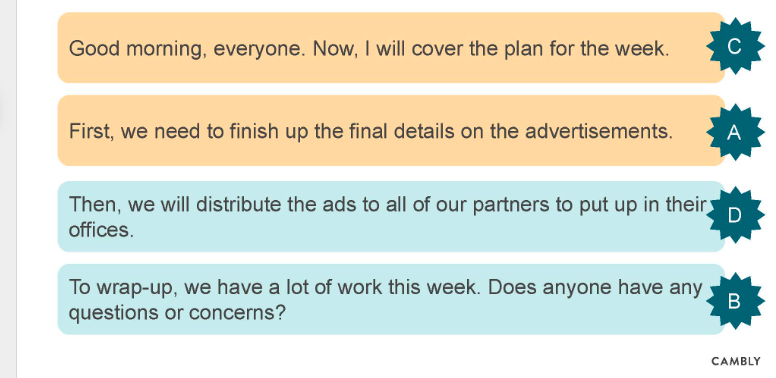 Good morning, everyone. Now, I will cover the plan for the week.
C
First, we need to finish up the final details on the advertisements.
A
Then, we will distribute the ads to all of our partners to put up in their
offices.
D
To wrap-up, we have a lot of work this week. Does anyone have any
questions or concerns?
B
CAMBLY